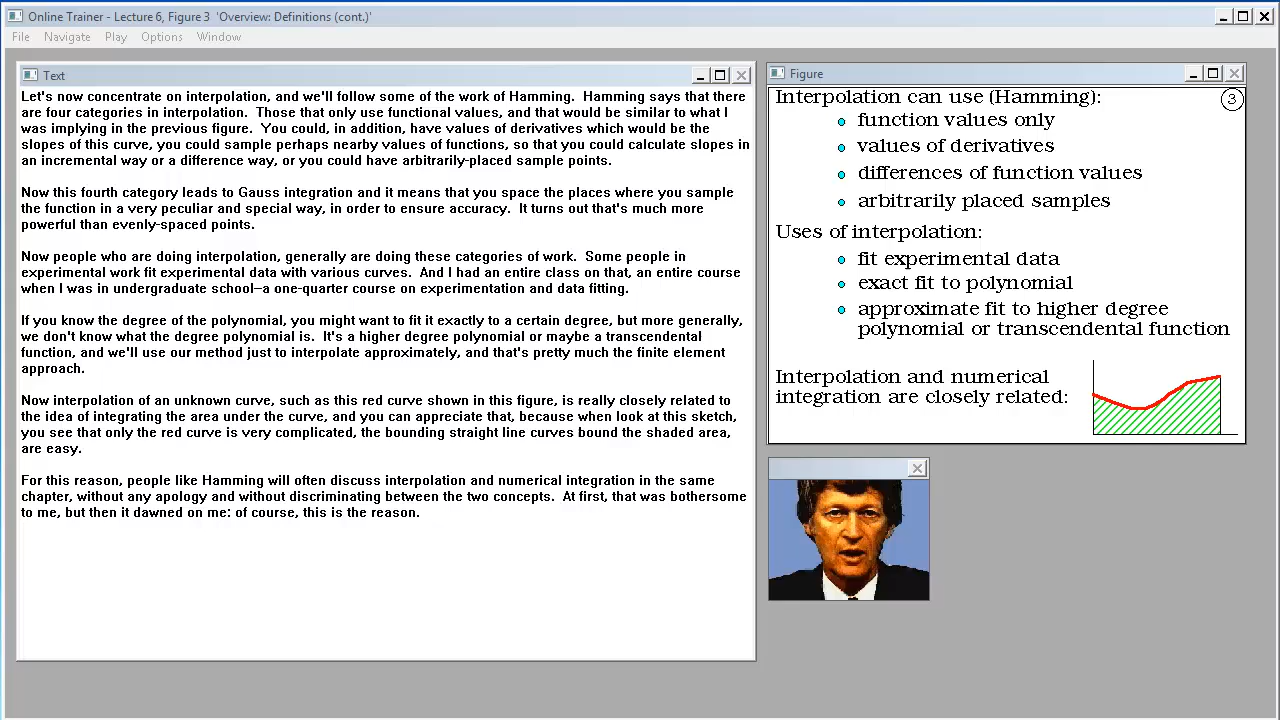 Online Trainer - Lecture 6, Figure 3  'Overview: Definitions (cont.)'
File Navigate Play Options Window
Text
Let's now concentrate on interpolation, and we'll follow some of the work of Hamming.  Hamming says that there
are four categories in interpolation.  Those that only use functional values, and that would be similar to what I
was implying in the previous figure.  You could, in addition, have values of derivatives which would be the
slopes of this curve, you could sample perhaps nearby values of functions, so that you could calculate slopes in
an incremental way or a difference way, or you could have arbitrarily-placed sample points.
Now this fourth category leads to Gauss integration and it means that you space the places where you sample
the function in a very peculiar and special way, in order to ensure accuracy.  It turns out that's much more
powerful than evenly-spaced points.
Now people who are doing interpolation, generally are doing these categories of work.  Some people in
experimental work fit experimental data with various curves.  And I had an entire class on that, an entire course
when I was in undergraduate school—a one-quarter course on experimentation and data fitting.
If you know the degree of the polynomial, you might want to fit it exactly to a certain degree, but more generally,
we don't know what the degree polynomial is.  It's a higher degree polynomial or maybe a transcendental
function, and we'll use our method just to interpolate approximately, and that's pretty much the finite element
approach.
Now interpolation of an unknown curve, such as this red curve shown in this figure, is really closely related to
the idea of integrating the area under the curve, and you can appreciate that, because when look at this sketch,
you see that only the red curve is very complicated, the bounding straight line curves bound the shaded area,
are easy.
For this reason, people like Hamming will often discuss interpolation and numerical integration in the same
chapter, without any apology and without discriminating between the two concepts.  At first, that was bothersome
to me, but then it dawned on me: of course, this is the reason.
Figure
Interpolation can use (Hamming):
3
function values only
values of derivatives
differences of function values
arbitrarily placed samples
Uses of interpolation:
fit experimental data
exact fit to polynomial
approximate fit to higher degree
polynomial or transcendental function
Interpolation and numerical
integration are closely related: